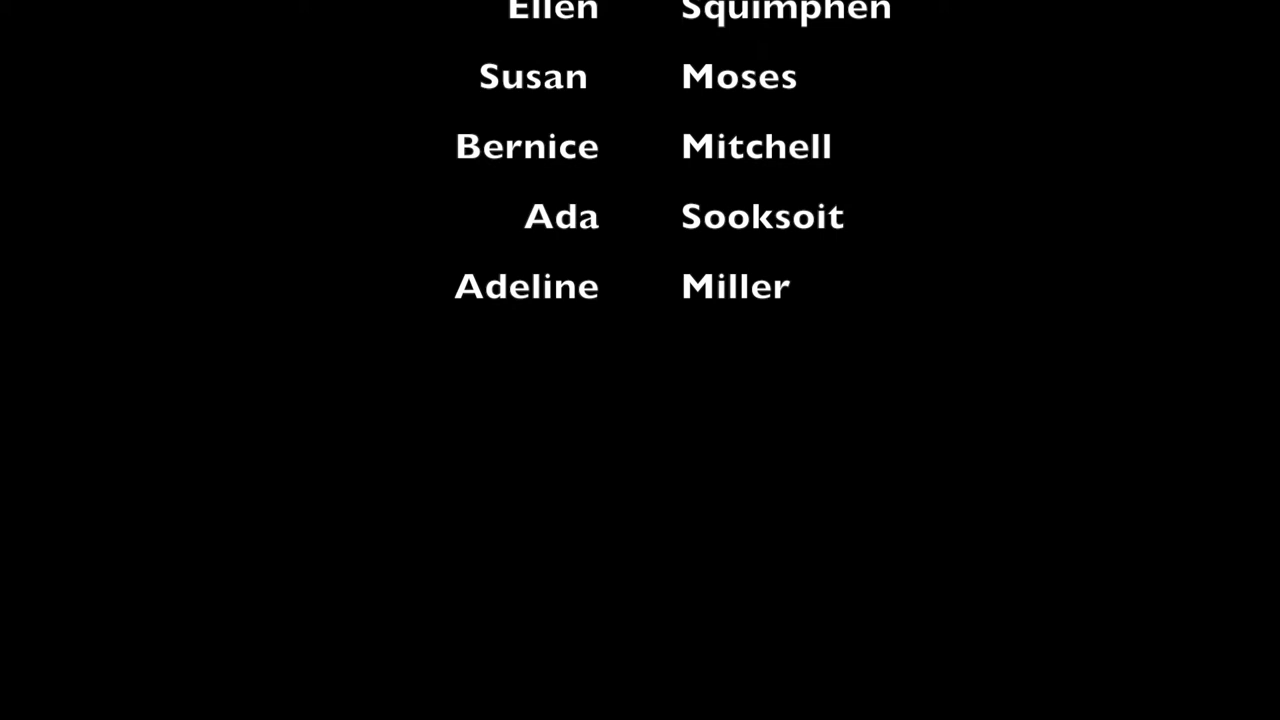 Ellen Squimphen
Susan Moses
Bernice Mitchell
Ada Sooksoit
Adeline Miller